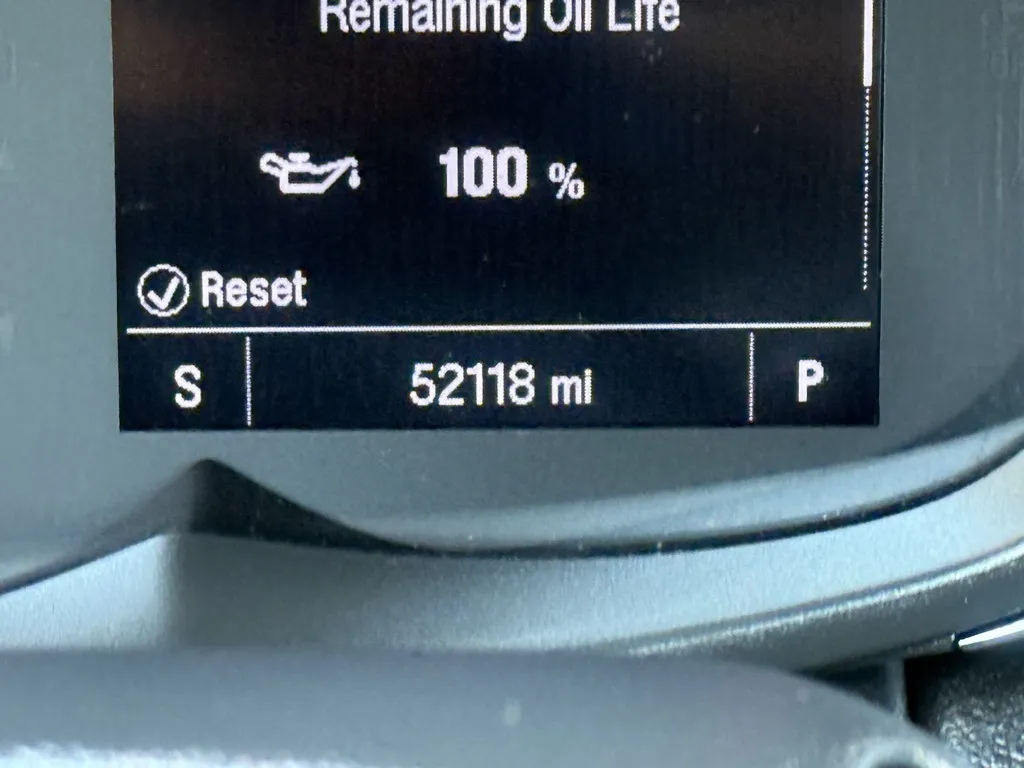 Remaining Oil Life
100 %
Reset
S 52118 mi P